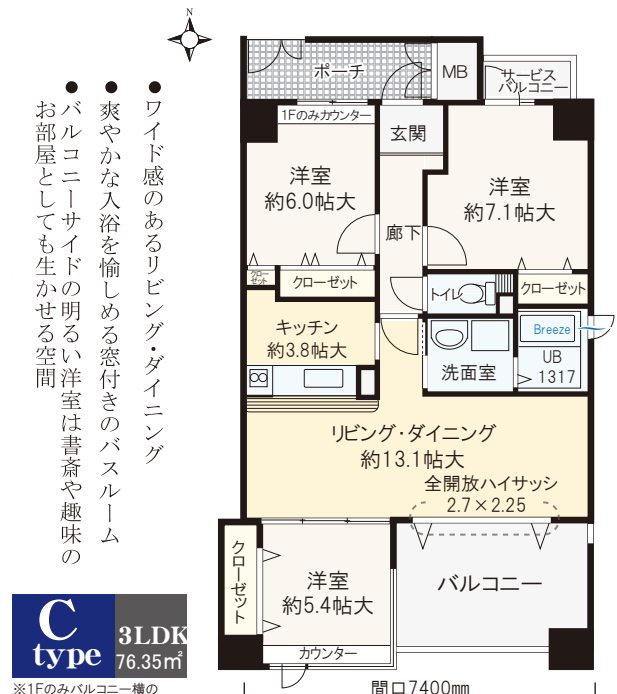 N
ポーチ
MB
サービス
バルコニー
1Fのみカウンター
玄関
洋室
約6.0帖大
洋室
約7.1帖大
廊下
クロー
ゼット
クローゼット
トイレ
クローゼット
キッチン
約3.8帖大
洗面室
Breeze
UB
1317
リビング・ダイニング
約13.1帖大
全開放ハイサッシ
2.7×2.25
クローゼット
洋室
約5.4帖大
カウンター
バルコニー
間口7400㎜
●ワイド感のあるリビング・ダイニング
●爽やかな入浴を愉しめる窓付きのバスルーム
●バルコニーサイドの明るい洋室は書斎や趣味の
お部屋としても生かせる空間
C
type
3LDK
76.35㎡
※1Fのみバルコニー横の